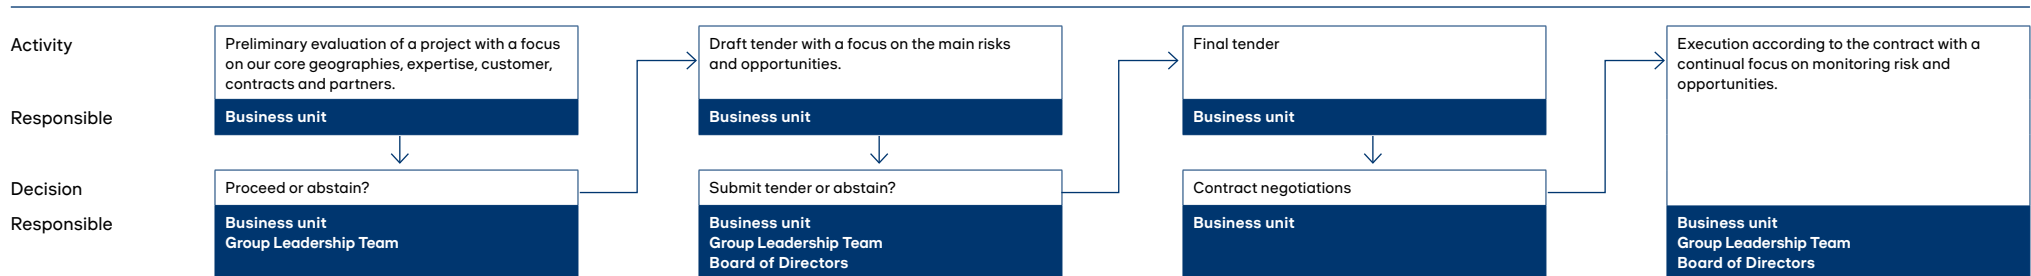 Activity
Preliminary evaluation of a project with a focus
on our core geographies, expertise, customer,
contracts and partners.
Draft tender with a focus on the main risks
and opportunities.
Final tender
Execution according to the contract with a
continual focus on monitoring risk and
opportunities.
Responsible
Business unit
Business unit
Business unit
Decision
Proceed or abstain?
Submit tender or abstain?
Contract negotiations
Responsible
Business unit
Group Leadership Team
Business unit
Group Leadership Team
Board of Directors
Business unit
Business unit
Group Leadership Team
Board of Directors